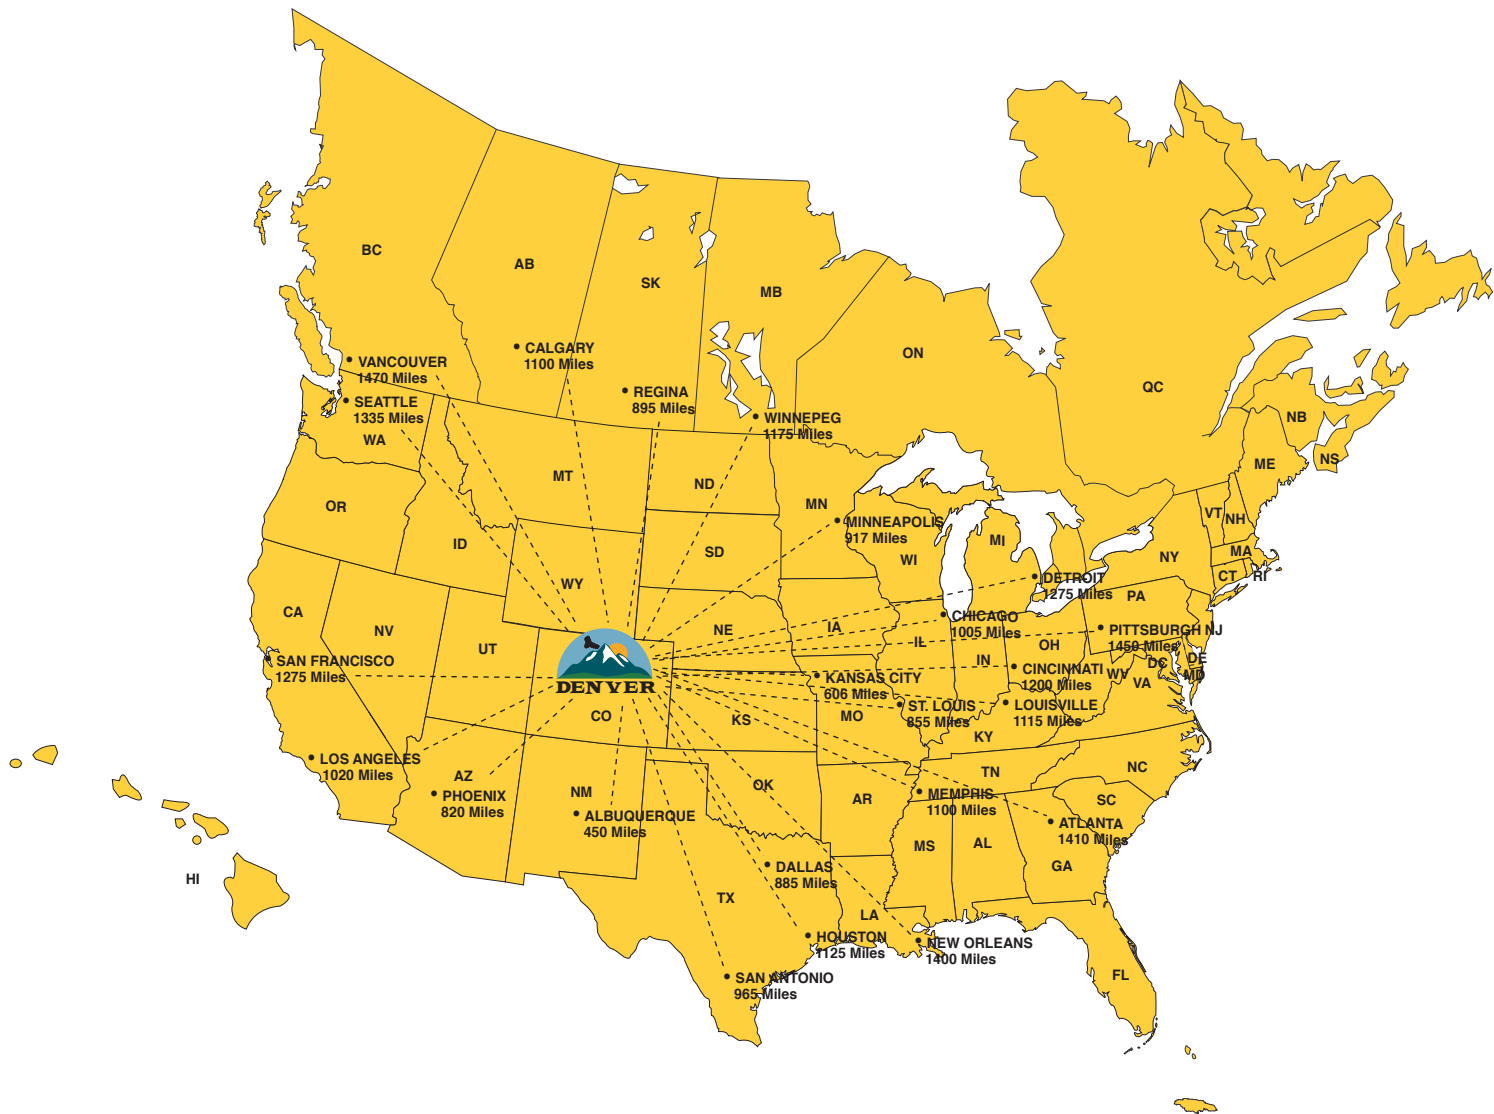 BC
AB
SK
MB
ON
QC
VANCOUVER
1470 Miles
CALGARY
1100 Miles
REGINA
895 Miles
WINNEPEG
1175 Miles
SEATTLE
1335 Miles
WA
NB
NS
ME
MT
ND
MN
OR
VT
NH
MINNEAPOLIS
917 Miles
ID
SD
WI
MI
NY
MA
CT
RI
WY
DETROIT
1275 Miles
PA
CA
NV
UT
NE
IA
CHICAGO
1005 Miles
IL
IN
OH
PITTSBURGH NJ
1450 Miles
SAN FRANCISCO
1275 Miles
DENVER
CO
KANSAS CITY
606 Miles
CINCINNATI
1200 Miles
WV
VA
DC
DE
MD
KS
MO
ST. LOUIS
855 Miles
LOUISVILLE
1115 Miles
KY
LOS ANGELES
1020 Miles
AZ
PHOENIX
820 Miles
NM
ALBUQUERQUE
450 Miles
OK
AR
TN
MEMPHIS
1100 Miles
NC
SC
ATLANTA
1410 Miles
HI
MS
AL
GA
DALLAS
885 Miles
TX
LA
HOUSTON
1125 Miles
NEW ORLEANS
1400 Miles
SAN ANTONIO
965 Miles
FL